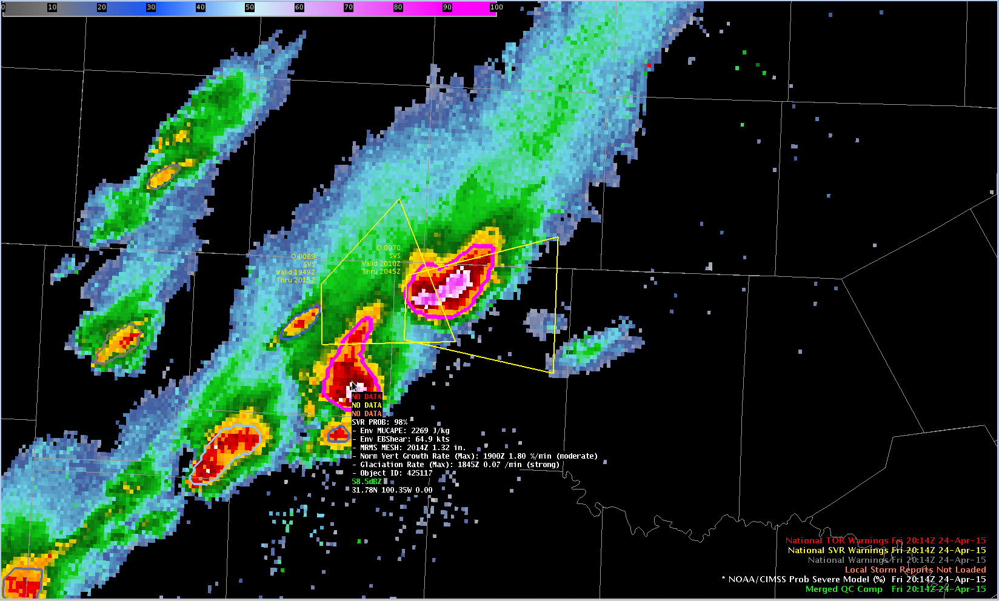 0 10 20 30 40 50 60 70 80 90 100
O.0069
SVS
Valid 1949Z
Thru 2015Z
O.0070
SVS
Valid 2010Z
Thru 2045Z
NO DATA
NO DATA
NO DATA
SVR PROB: 98%
- Env MUCAPE: 2269 J/kg
- Env EBShear: 64.9 kts
- MRMS MESH: 2014Z 1.32 in.
- Norm Vert Growth Rate (Max): 1900Z 1.80 %/min (moderate)
- Glaciation Rate (Max): 1845Z 0.07 /min (strong)
- Object ID: 425117
58.5dBZ
31.78N 100.35W 0.00
National TOR Warnings Fri 20:14Z 24-Apr-15
National SVR Warnings Fri 20:14Z 24-Apr-15
National Warnings Fri 20:14Z 24-Apr-15
Local Storm Reports Not Loaded
* NOAA/CIMSS Prob Severe Model (%) Fri 20:14Z 24-Apr-15
Merged QC Comp Fri 20:14Z 24-Apr-15